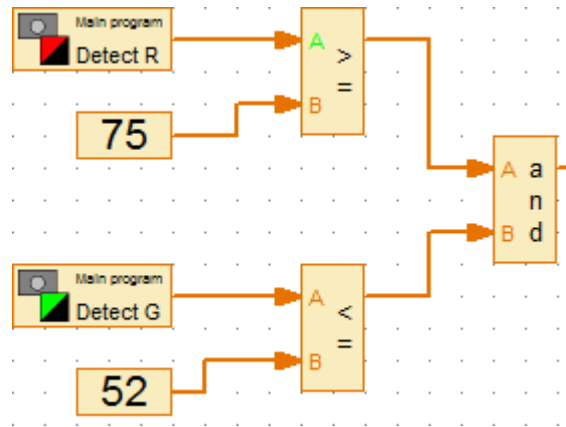 Main program
Detect R
A
>
=
B
75
A
a
n
B
d
Main program
Detect G
A
<
=
B
52